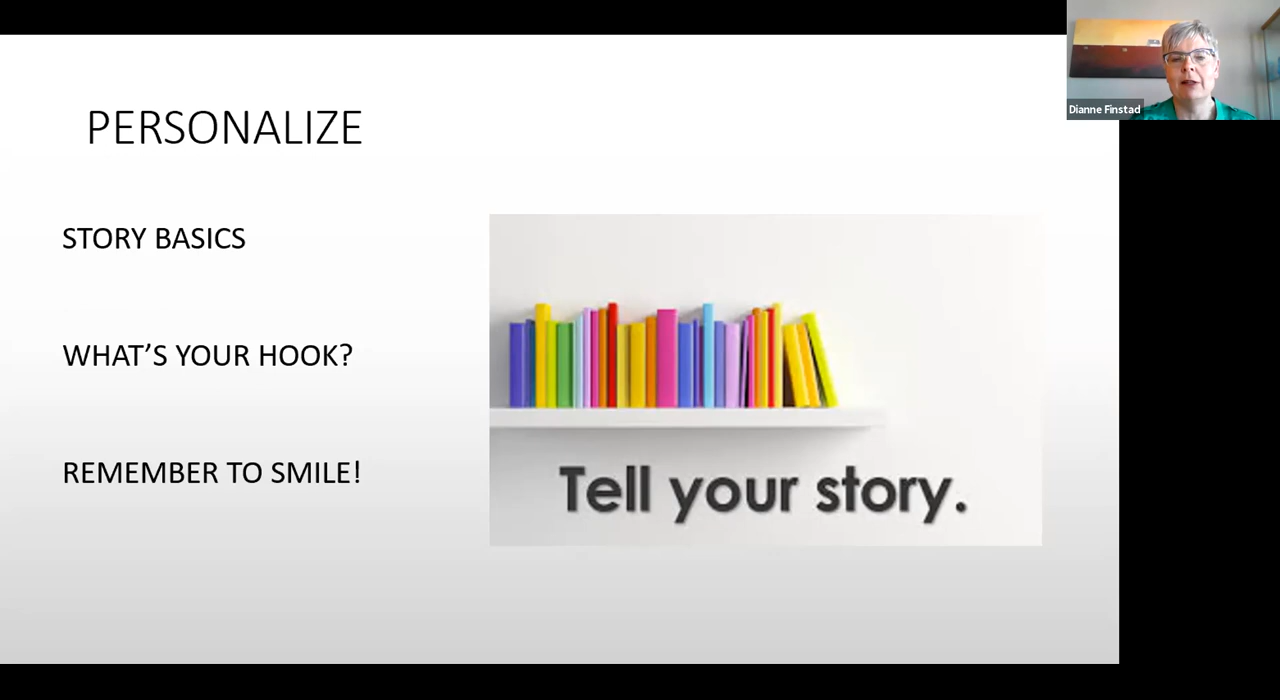 PERSONALIZE
STORY BASICS
WHAT’S YOUR HOOK?
REMEMBER TO SMILE!
Tell your story.
Dianne Finstad